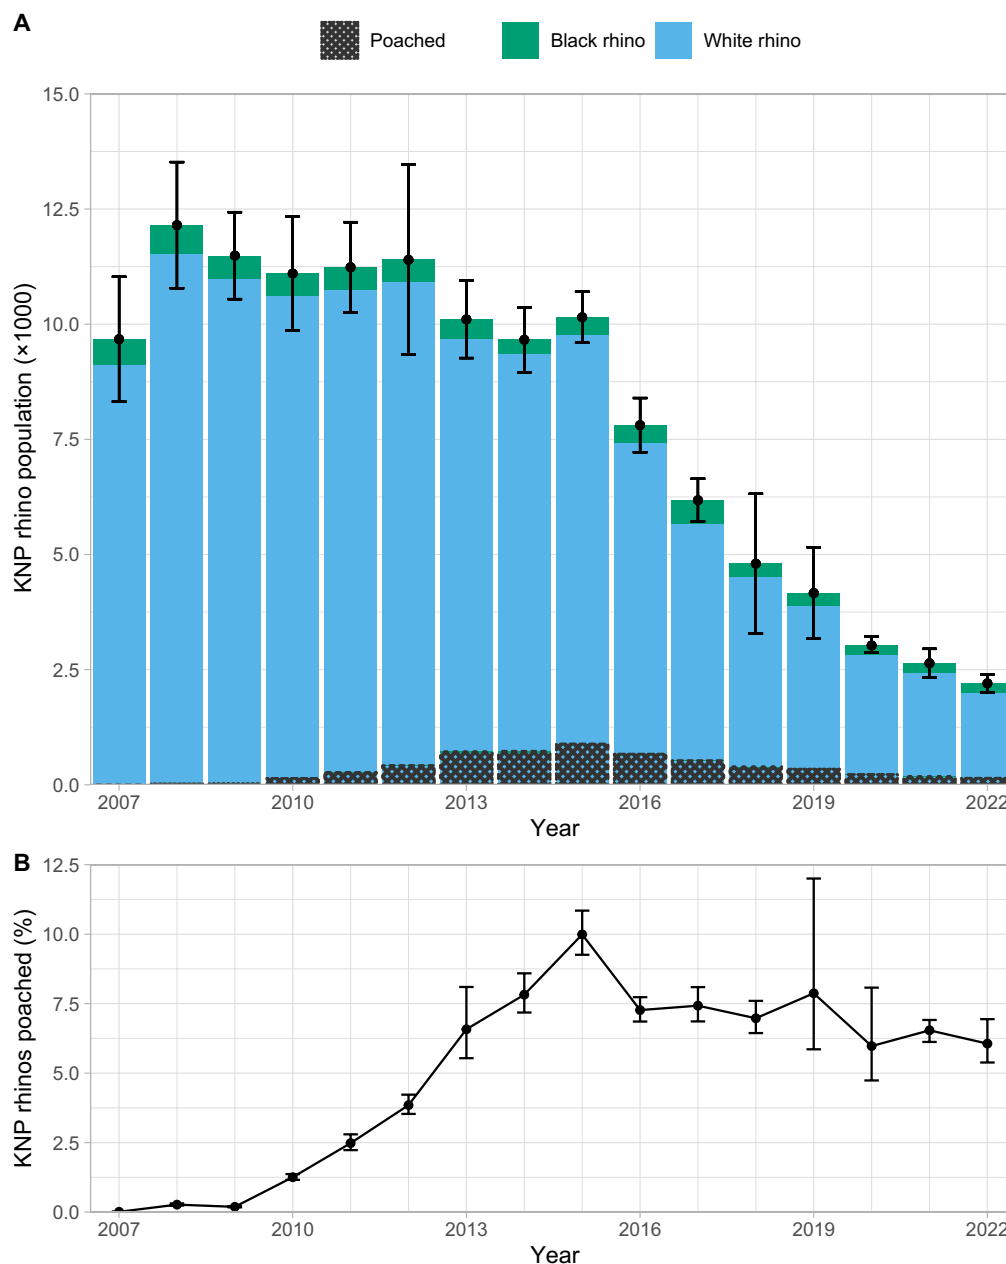 A
Poached Black rhino White rhino
15.0
12.5
10.0
7.5
5.0
2.5
0.0
KNP rhino population (×1000)
2007 2010 2013 2016 2019 2022
Year
B
12.5
10.0
7.5
5.0
2.5
0.0
KNP rhinos poached (%)
2007 2010 2013 2016 2019 2022
Year